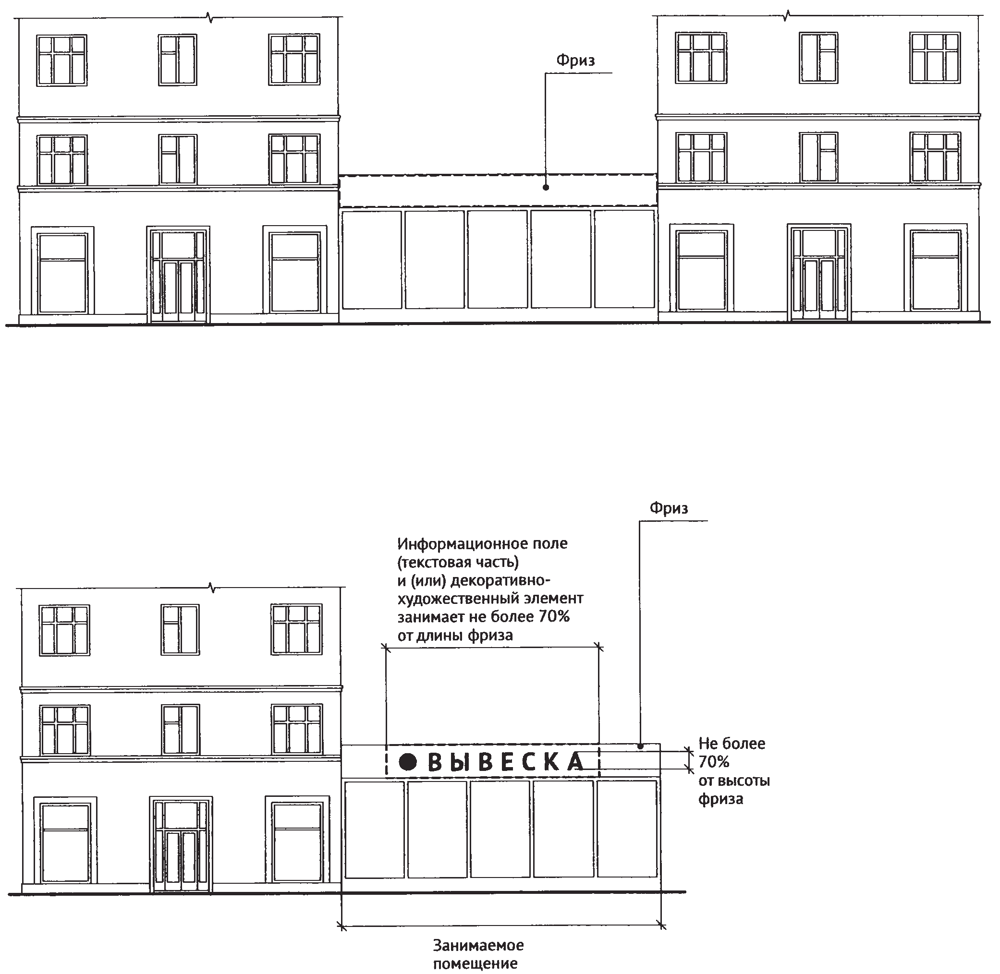 Фриз
Фриз
Информационное поле
(текстовая часть)
и (или) декоративно-
художественный элемент
занимает не более 70%
от длины фриза
ВЫВЕСКА
Не более
70%
от высоты
фриза
Занимаемое
помещение